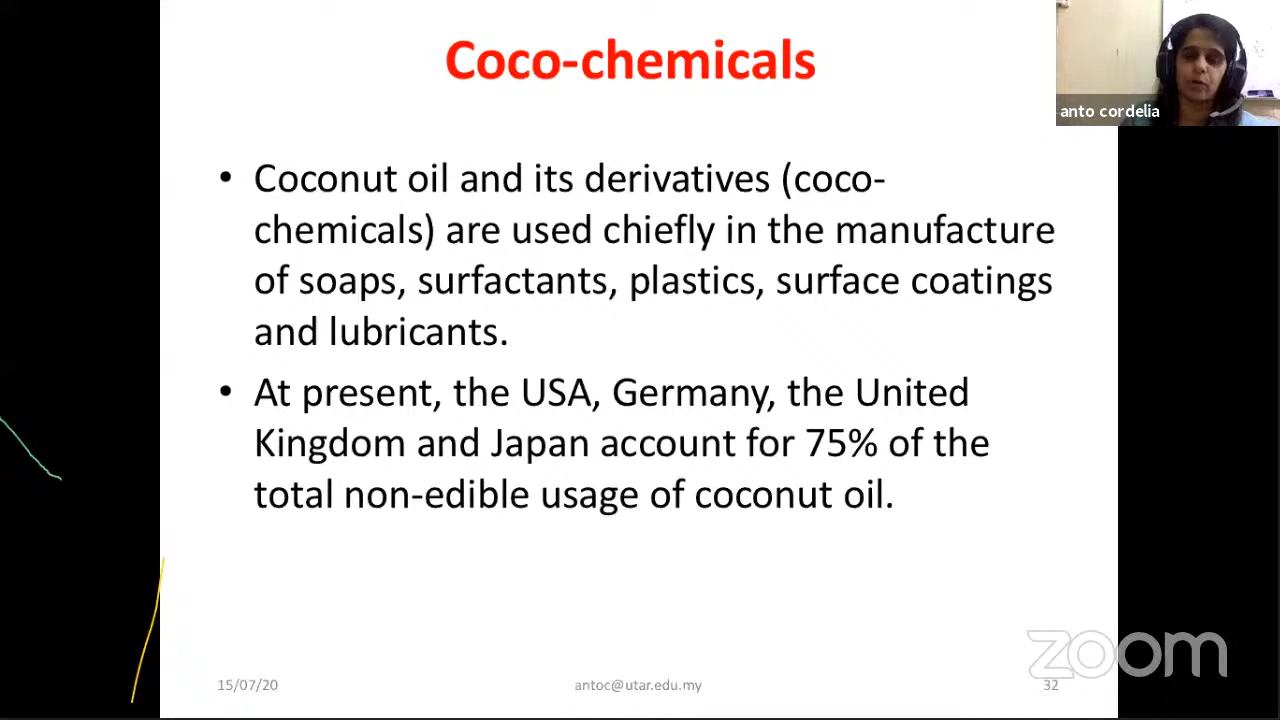 Coco-chemicals
anto cordelia
• Coconut oil and its derivatives (coco-
chemicals) are used chiefly in the manufacture
of soaps, surfactants, plastics, surface coatings
and lubricants.
• At present, the USA, Germany, the United
Kingdom and Japan account for 75% of the
total non-edible usage of coconut oil.
zoom
15/07/20
antoc@utar.edu.my
32